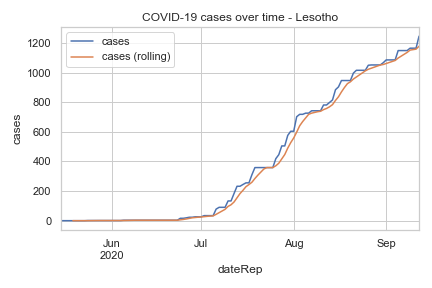 COVID-19 cases over time - Lesotho
cases
cases (rolling)
1200
1000
800
600
400
200
0
cases
Jun
2020
Jul
Aug
Sep
dateRep